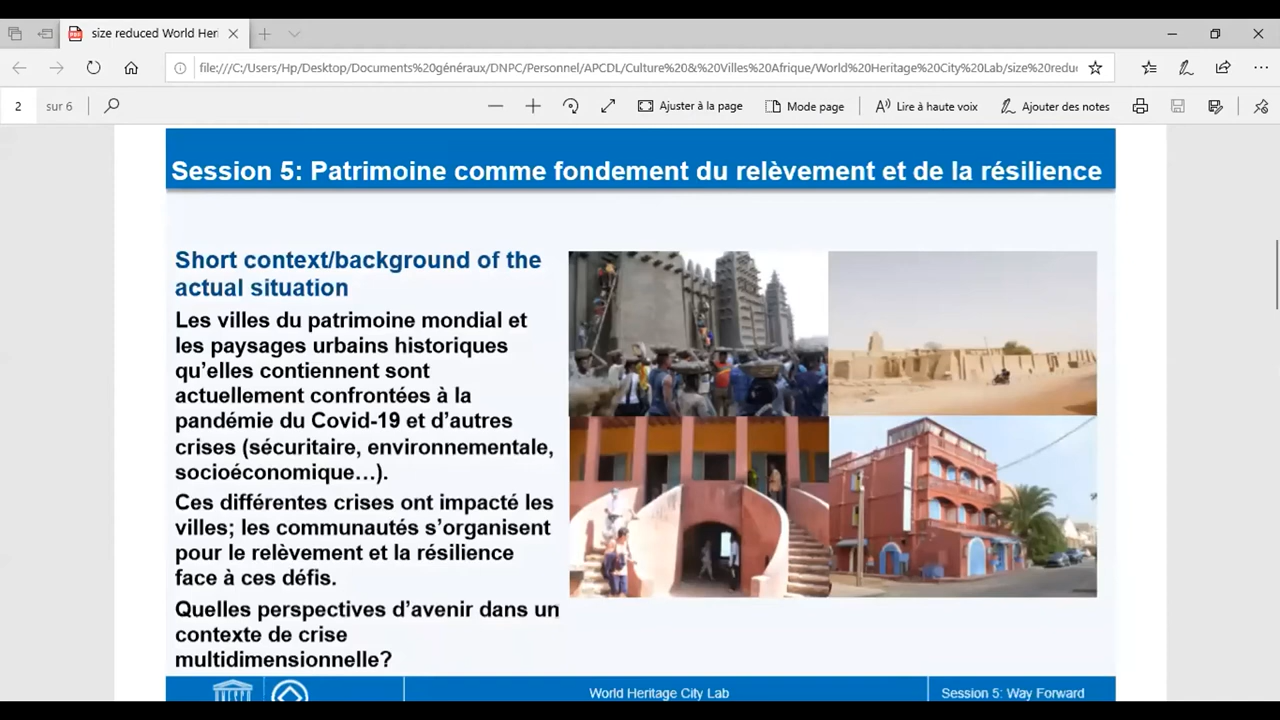 size reduced World Her
file:///C:/Users/Hp/Desktop/Documents%20généraux/DNPC/Personnel/APCDL/Culture%20&%20Villes%20Afrique/World%20Heritage%20City%20Lab/size%20redu
2 sur 6 Ajuster à la page Mode page Lire à haute voix Ajouter des notes
Session 5: Patrimoine comme fondement du relèvement et de la résilience
Short context/background of the
actual situation
Les villes du patrimoine mondial et
les paysages urbains historiques
qu’elles contiennent sont
actuellement confrontées à la
pandémie du Covid-19 et d’autres
crises (sécuritaire, environnementale,
socioéconomique…).
Ces différentes crises ont impacté les
villes; les communautés s’organisent
pour le relèvement et la résilience
face à ces défis.
Quelles perspectives d’avenir dans un
contexte de crise
multidimensionnelle?
World Heritage City Lab
Session 5: Way Forward